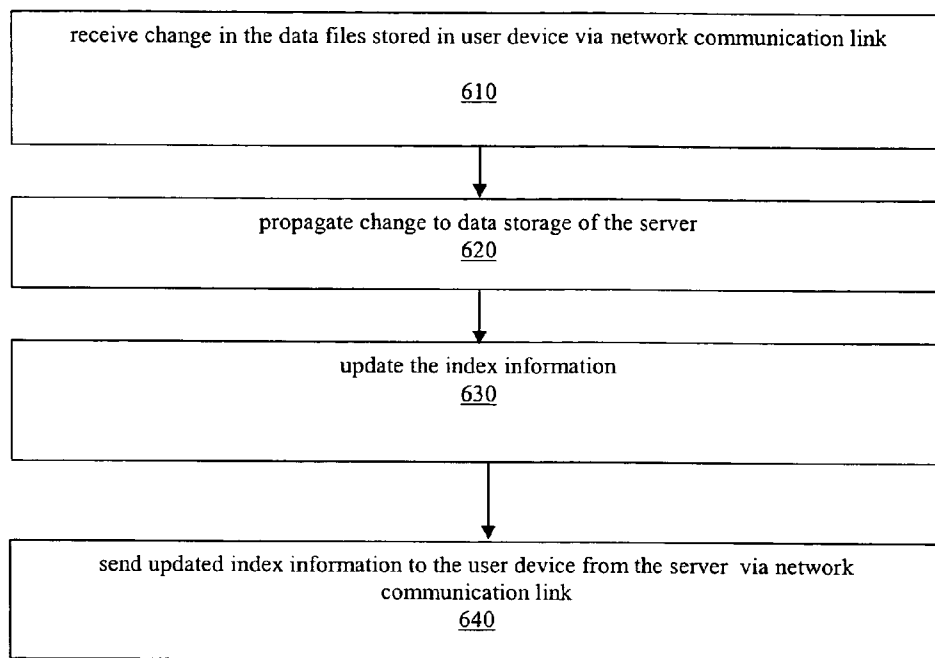 receive change in the data files stored in user device via network communication link
610
propagate change to data storage of the server
620
update the index information
630
send updated index information to the user device from the server via network
communication link
640